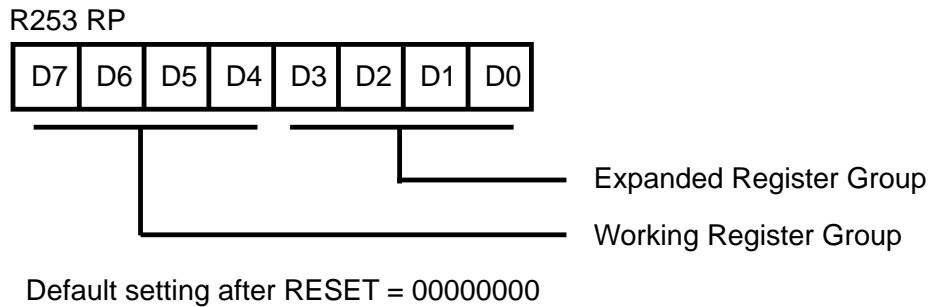 R253 RP
D7 D6 D5 D4 D3 D2 D1 D0
Expanded Register Group
Working Register Group
Default setting after RESET = 00000000